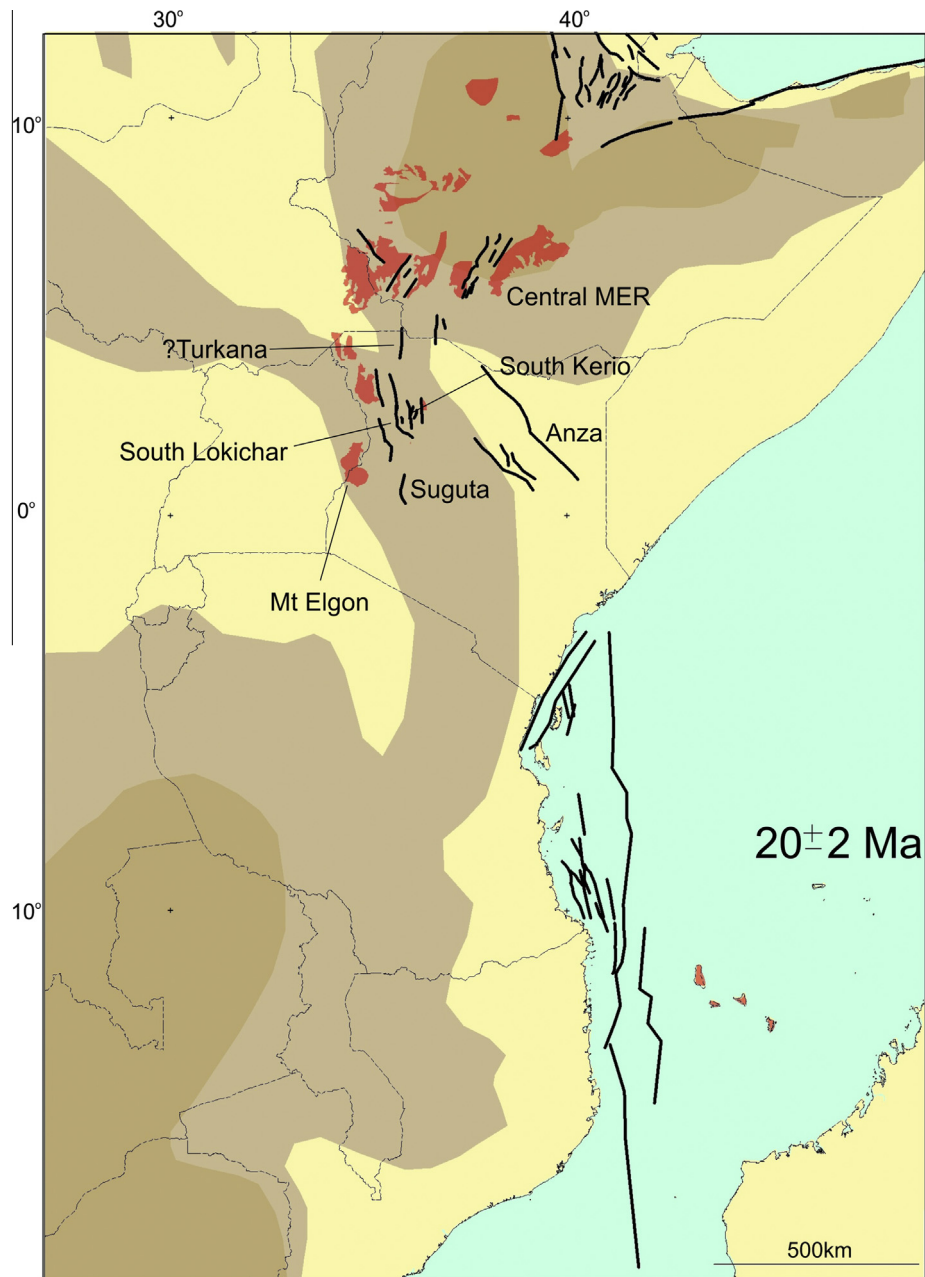 30° 40°
10°
Central MER
?Turkana
South Kerio
Anza
South Lokichar
Suguta
0°
Mt Elgon
20±2 Ma
10°
500km